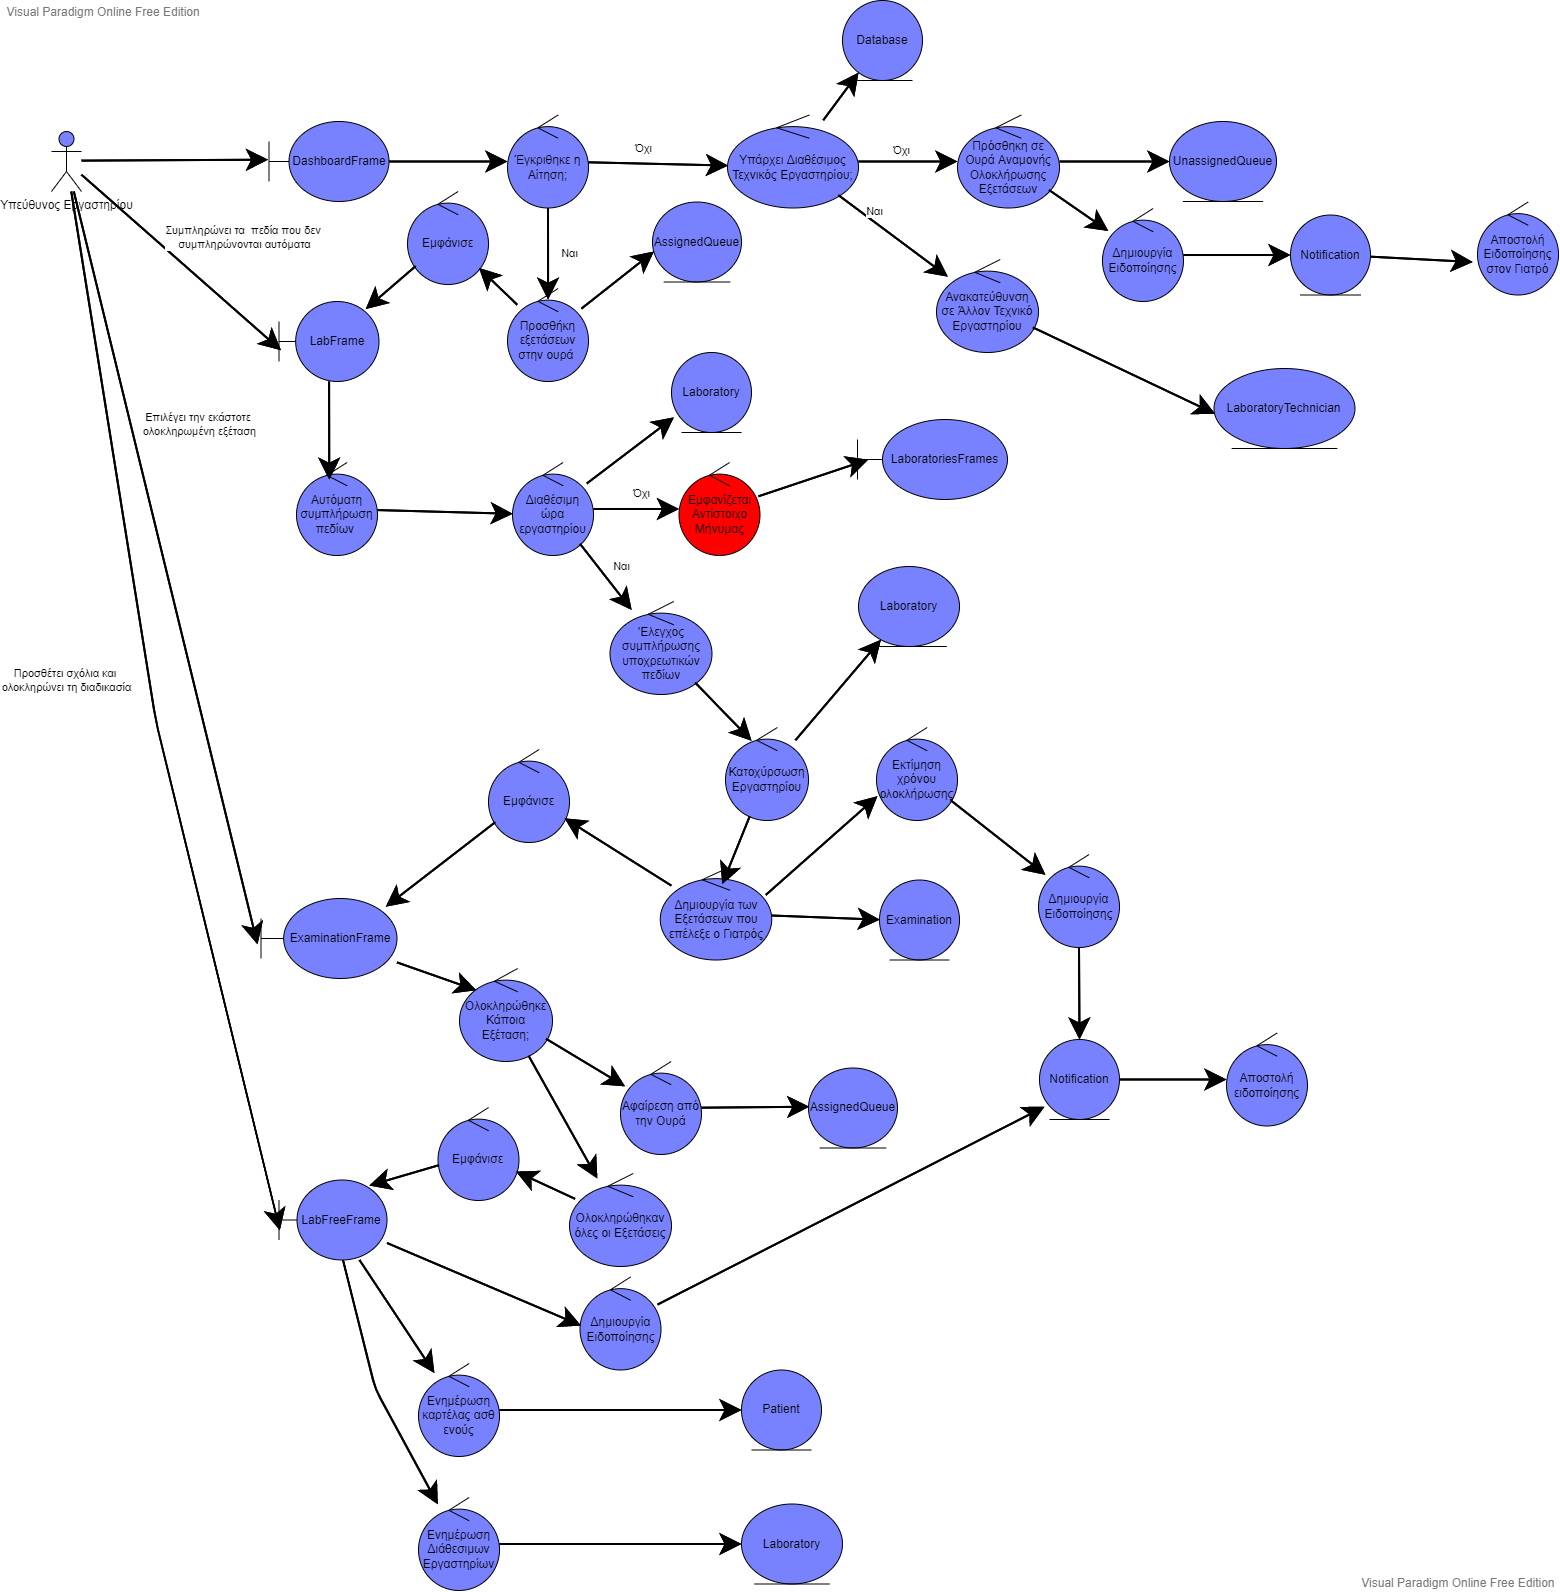 Visual Paradigm Online Free Edition
Database
DashboardFrame
Έγκριθηκε η
Αίτηση;
Όχι
Υπάρχει Διαθέσιμος
Τεχνικός Εργαστηρίου;
Όχι
Πρόσθηκη σε
Ουρά Αναμονής
Ολοκλήρωσης
Εξετάσεων
UnassignedQueue
Υπεύθυνος Εργαστηρίου
Συμπληρώνει τα πεδία που δεν
συμπληρώνονται αυτόματα
Εμφάνισε
Ναι
AssignedQueue
Ναι
Δημιουργία
Ειδοποίησης
Notification
Αποστολή
Ειδοποίησης
στον Γιατρό
LabFrame
Προσθήκη
εξετάσεων
στην ουρά
Ανακατεύθυνση
σε Άλλον Τεχνικό
Εργαστηρίου
Laboratory
LaboratoryTechnician
Επιλέγει την εκάστοτε
ολοκληρωμένη εξέταση
LaboratoriesFrames
Αυτόματη
συμπλήρωση
πεδίων
Διαθέσιμη
ώρα
εργαστηρίου
Όχι
Εμφανίζεται
Αντίστοιχο
Μήνυμας
Ναι
Laboratory
Έλεγχος
συμπλήρωσης
υποχρεωτικών
πεδίων
Προσθέτει σχόλια και
ολοκληρώνει τη διαδικασία
Κατοχύρσωση
Εργαστηρίου
Εκτίμηση
χρόνου
ολοκλήρωσης
Εμφάνισε
Δημιουργία των
Εξετάσεων που
επέλεξε ο Γιατρός
Examination
Δημιουργία
Ειδοποίησης
ExaminationFrame
Ολοκληρώθηκε
Κάποια
Εξέταση;
Notification
Αποστολή
ειδοποίησης
Αφαίρεση από
την Ουρά
AssignedQueue
Εμφάνισε
LabFreeFrame
Ολοκληρώθηκαν
όλες οι Εξετάσεις
Δημιουργία
Ειδοποίησης
Ενημέρωση
καρτέλας ασθ
ενούς
Patient
Ενημέρωση
Διάθεσιμων
Εργαστηρίων
Laboratory
Visual Paradigm Online Free Edition